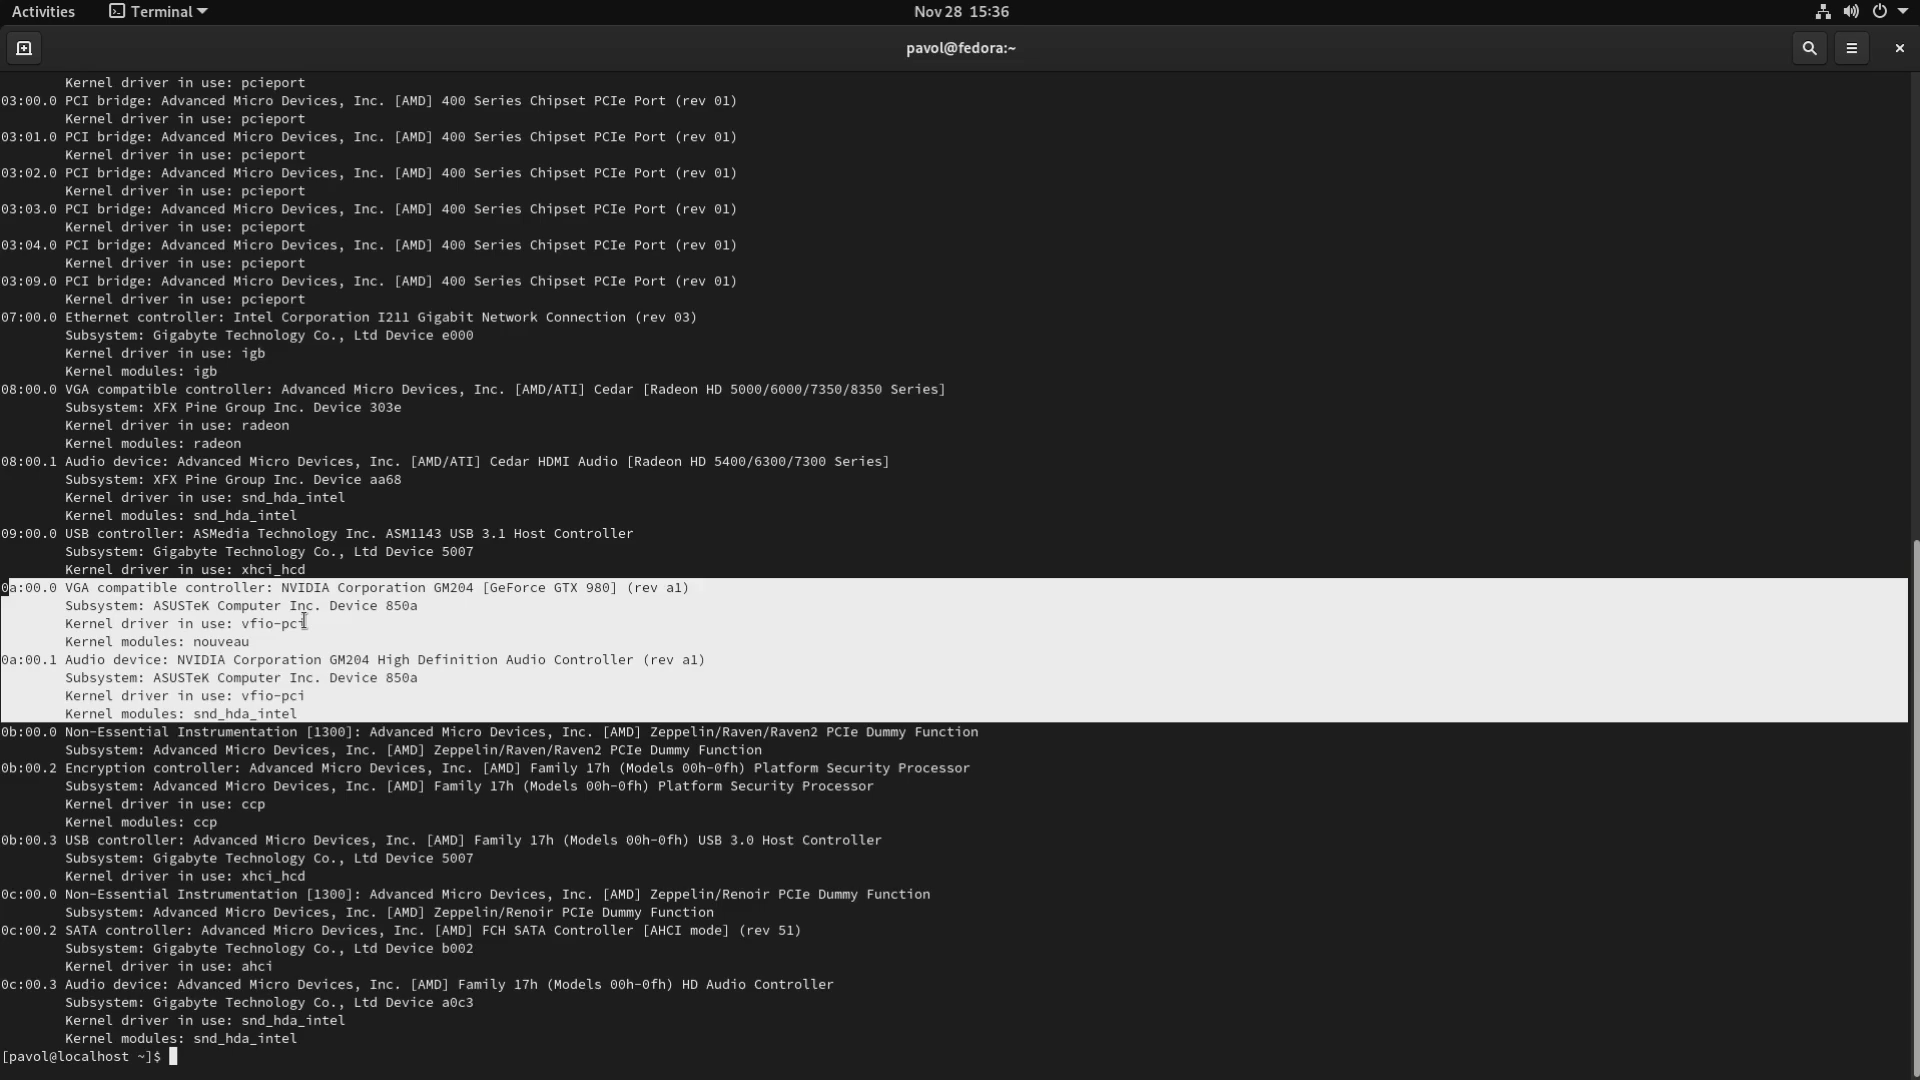 Activities
Terminal
Nov 28 15:36
pavol@fedora:~
Kernel driver in use: pcieport
03:00.0 PCI bridge: Advanced Micro Devices, Inc. [AMD] 400 Series Chipset PCIe Port (rev 01)
Kernel driver in use: pcieport
03:01.0 PCI bridge: Advanced Micro Devices, Inc. [AMD] 400 Series Chipset PCIe Port (rev 01)
Kernel driver in use: pcieport
03:02.0 PCI bridge: Advanced Micro Devices, Inc. [AMD] 400 Series Chipset PCIe Port (rev 01)
Kernel driver in use: pcieport
03:03.0 PCI bridge: Advanced Micro Devices, Inc. [AMD] 400 Series Chipset PCIe Port (rev 01)
Kernel driver in use: pcieport
03:04.0 PCI bridge: Advanced Micro Devices, Inc. [AMD] 400 Series Chipset PCIe Port (rev 01)
Kernel driver in use: pcieport
03:09.0 PCI bridge: Advanced Micro Devices, Inc. [AMD] 400 Series Chipset PCIe Port (rev 01)
Kernel driver in use: pcieport
07:00.0 Ethernet controller: Intel Corporation I211 Gigabit Network Connection (rev 03)
Subsystem: Gigabyte Technology Co., Ltd Device e000
Kernel driver in use: igb
Kernel modules: igb
08:00.0 VGA compatible controller: Advanced Micro Devices, Inc. [AMD/ATI] Cedar [Radeon HD 5000/6000/7350/8350 Series]
Subsystem: XFX Pine Group Inc. Device 303e
Kernel driver in use: radeon
Kernel modules: radeon
08:00.1 Audio device: Advanced Micro Devices, Inc. [AMD/ATI] Cedar HDMI Audio [Radeon HD 5400/6300/7300 Series]
Subsystem: XFX Pine Group Inc. Device aa68
Kernel driver in use: snd_hda_intel
Kernel modules: snd_hda_intel
09:00.0 USB controller: ASMedia Technology Inc. ASM1143 USB 3.1 Host Controller
Subsystem: Gigabyte Technology Co., Ltd Device 5007
Kernel driver in use: xhci_hcd
0a:00.0 VGA compatible controller: NVIDIA Corporation GM204 [GeForce GTX 980] (rev a1)
Subsystem: ASUSTeK Computer Inc. Device 850a
Kernel driver in use: vfio-pci
Kernel modules: nouveau
0a:00.1 Audio device: NVIDIA Corporation GM204 High Definition Audio Controller (rev a1)
Subsystem: ASUSTeK Computer Inc. Device 850a
Kernel driver in use: vfio-pci
Kernel modules: snd_hda_intel
0b:00.0 Non-Essential Instrumentation [1300]: Advanced Micro Devices, Inc. [AMD] Zeppelin/Raven/Raven2 PCIe Dummy Function
Subsystem: Advanced Micro Devices, Inc. [AMD] Zeppelin/Raven/Raven2 PCIe Dummy Function
0b:00.2 Encryption controller: Advanced Micro Devices, Inc. [AMD] Family 17h (Models 00h-0fh) Platform Security Processor
Subsystem: Advanced Micro Devices, Inc. [AMD] Family 17h (Models 00h-0fh) Platform Security Processor
Kernel driver in use: ccp
Kernel modules: ccp
0b:00.3 USB controller: Advanced Micro Devices, Inc. [AMD] Family 17h (Models 00h-0fh) USB 3.0 Host Controller
Subsystem: Gigabyte Technology Co., Ltd Device 5007
Kernel driver in use: xhci_hcd
0c:00.0 Non-Essential Instrumentation [1300]: Advanced Micro Devices, Inc. [AMD] Zeppelin/Renoir PCIe Dummy Function
Subsystem: Advanced Micro Devices, Inc. [AMD] Zeppelin/Renoir PCIe Dummy Function
0c:00.2 SATA controller: Advanced Micro Devices, Inc. [AMD] FCH SATA Controller [AHCI mode] (rev 51)
Subsystem: Gigabyte Technology Co., Ltd Device b002
Kernel driver in use: ahci
0c:00.3 Audio device: Advanced Micro Devices, Inc. [AMD] Family 17h (Models 00h-0fh) HD Audio Controller
Subsystem: Gigabyte Technology Co., Ltd Device a0c3
Kernel driver in use: snd_hda_intel
Kernel modules: snd_hda_intel
[pavol@localhost ~]$